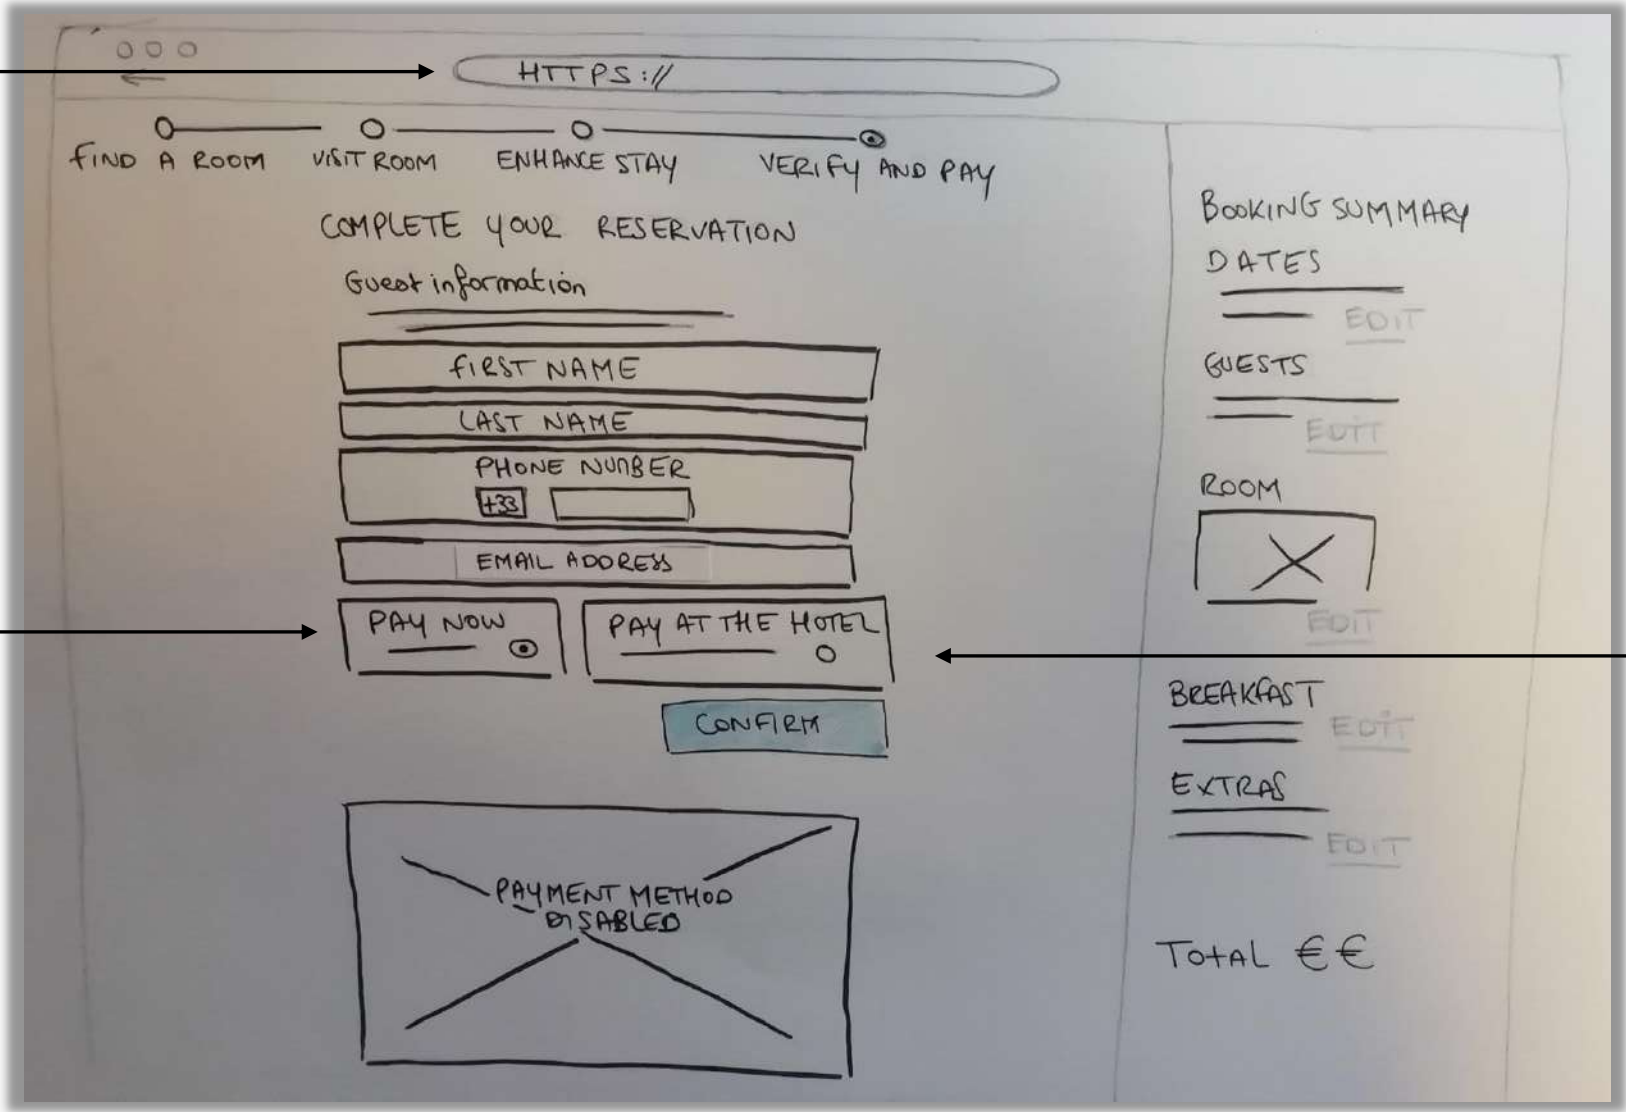 HTTPS://
FIND A ROOM
VISIT ROOM
ENHANCE STAY
VERIFY AND PAY
COMPLETE YOUR RESERVATION
Guest information
FIRST NAME
LAST NAME
PHONE NUMBER
+33
EMAIL ADDRESS
PAY NOW
PAY AT THE HOTEL
CONFIRM
PAYMENT METHOD
DISABLED
BOOKING SUMMARY
DATES
EDIT
GUESTS
EDIT
ROOM
EDIT
BREAKFAST
EDIT
EXTRAS
EDIT
TOTAL €€